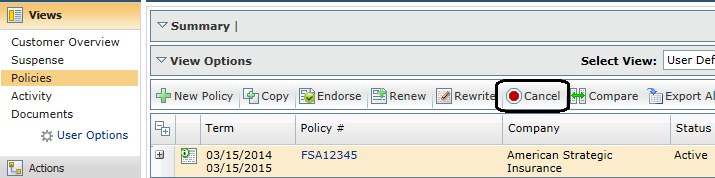 Views
Customer Overview
Suspense
Policies
Activity
Documents
User Options
Actions
Summary |
View Options Select View: User Def
New Policy Copy Endorse Renew Rewrite Cancel Compare Export Al
Term Policy # Company Status
03/15/2014 FSA12345 American Strategic Active
03/15/2015 Insurance